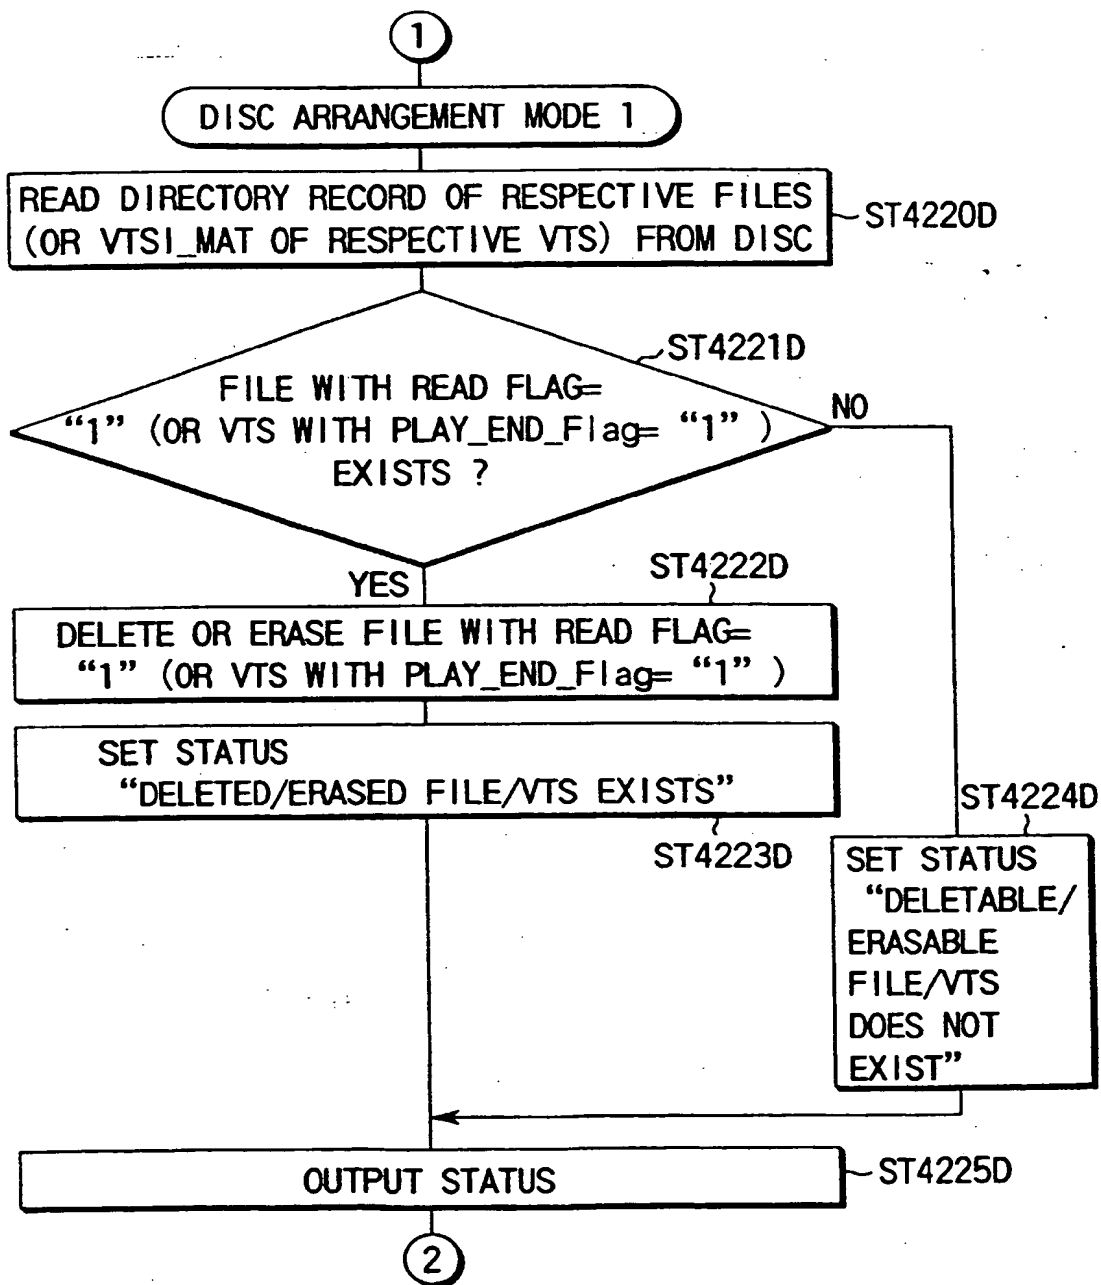 1
DISC ARRANGEMENT MODE 1
READ DIRECTORY RECORD OF RESPECTIVE FILES
(OR VTSI_MAT OF RESPECTIVE VTS) FROM DISC
ST4220D
ST4221D
FILE WITH READ FLAG=
“1” (OR VTS WITH PLAY_END_Flag= “1” )
EXISTS ?
NO
YES
ST4222D
DELETE OR ERASE FILE WITH READ FLAG=
“1” (OR VTS WITH PLAY_END_Flag= “1” )
SET STATUS
“DELETED/ERASED FILE/VTS EXISTS”
ST4223D
ST4224D
SET STATUS
“DELETABLE/
ERASABLE
FILE/VTS
DOES NOT
EXIST”
OUTPUT STATUS
ST4225D
2